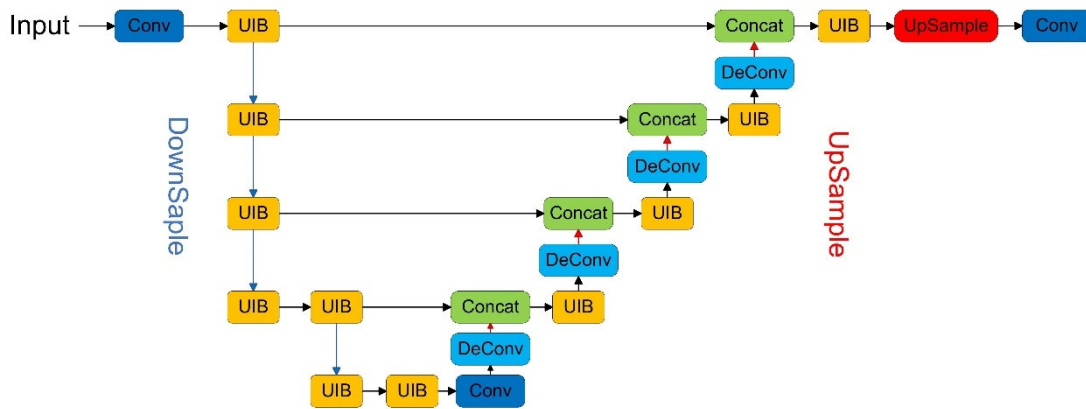 Input Conv UIB Concat UIB UpSample Conv
DeConv
UIB Concat UIB
DeConv
UIB Concat UIB
DeConv
UIB UIB Concat UIB
DeConv
UIB UIB Conv
DownSaple
UpSample